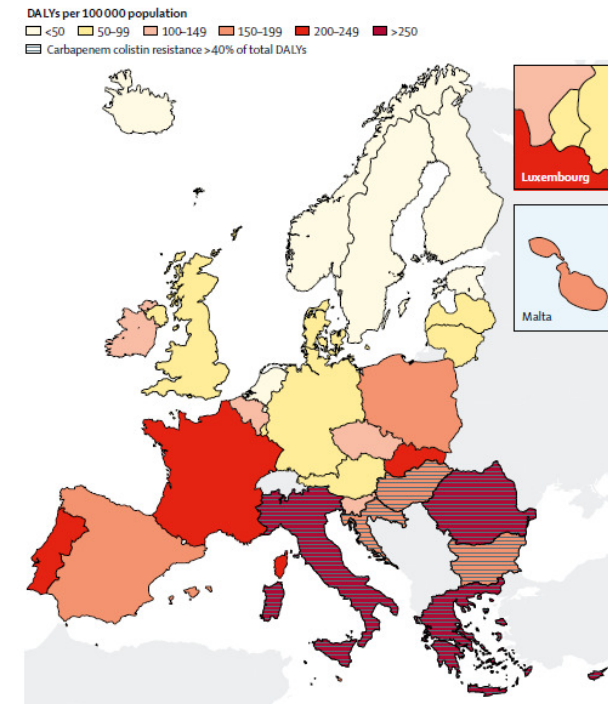 DALYs per 100 000 population
<50 50–99 100–149 150–199 200–249 >250
Carbapenem colistin resistance >40% of total DALYs
Luxembourg
Malta